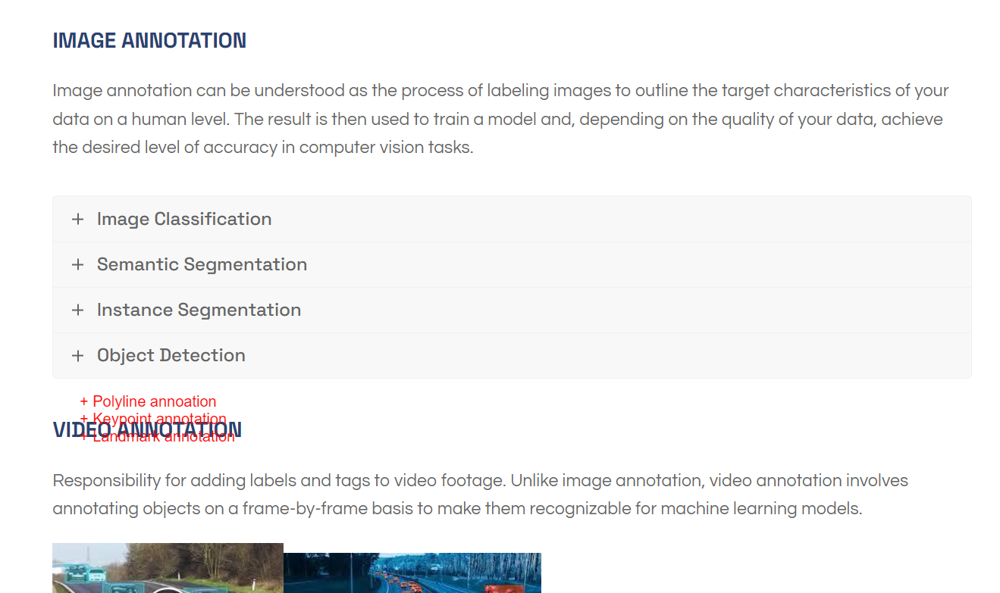 IMAGE ANNOTATION
Image annotation can be understood as the process of labeling images to outline the target characteristics of your
data on a human level. The result is then used to train a model and, depending on the quality of your data, achieve
the desired level of accuracy in computer vision tasks.
+ Image Classification
+ Semantic Segmentation
+ Instance Segmentation
+ Object Detection
+ Polyline annoation
+ Keypoint annotation
VIDEO ANNOTATION
+ Landmark annotation
Responsibility for adding labels and tags to video footage. Unlike image annotation, video annotation involves
annotating objects on a frame-by-frame basis to make them recognizable for machine learning models.